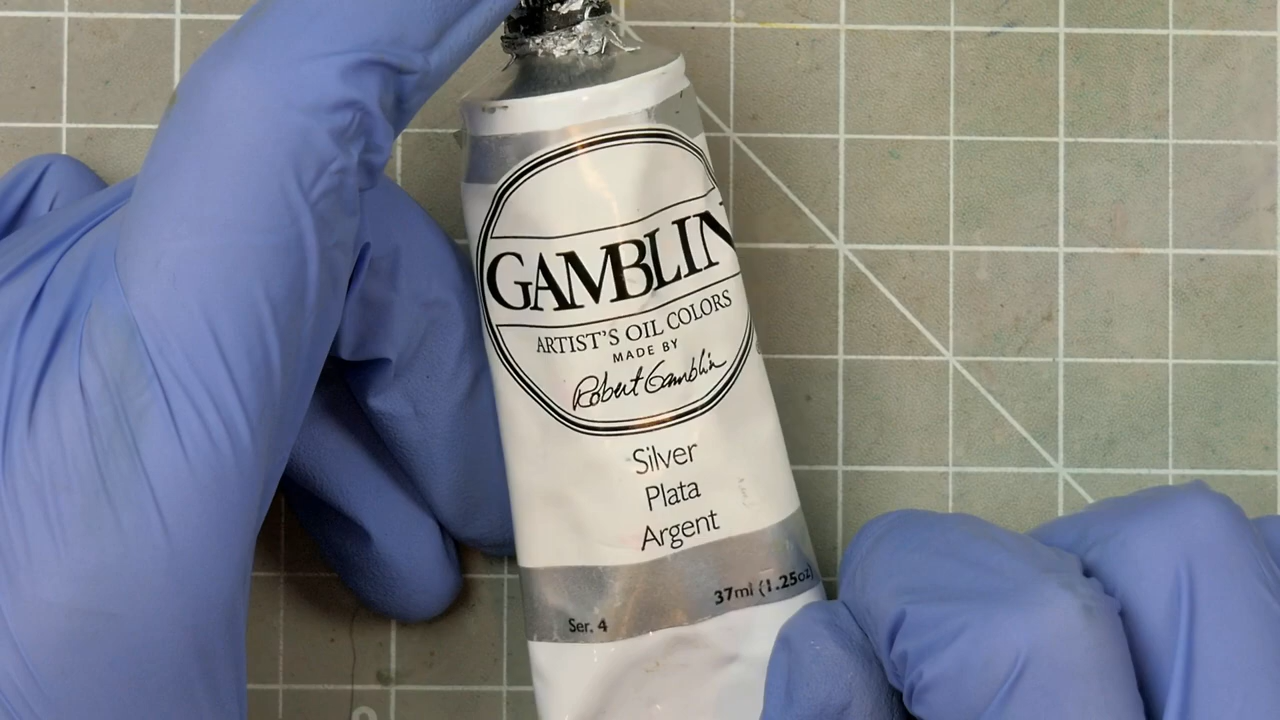 GAMBLIN
ARTIST'S OIL COLORS
MADE BY
Robert Gamblin
Silver
Plata
Argent
37ml (1.25oz)
Ser. 4